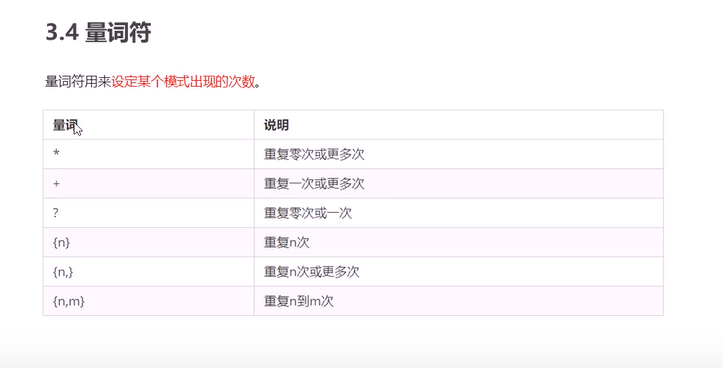 3.4 量词符
量词符用来设定某个模式出现的次数。
量词 说明
* 重复零次或更多次
+ 重复一次或更多次
? 重复零次或一次
{n} 重复n次
{n,} 重复n次或更多次
{n,m} 重复n到m次